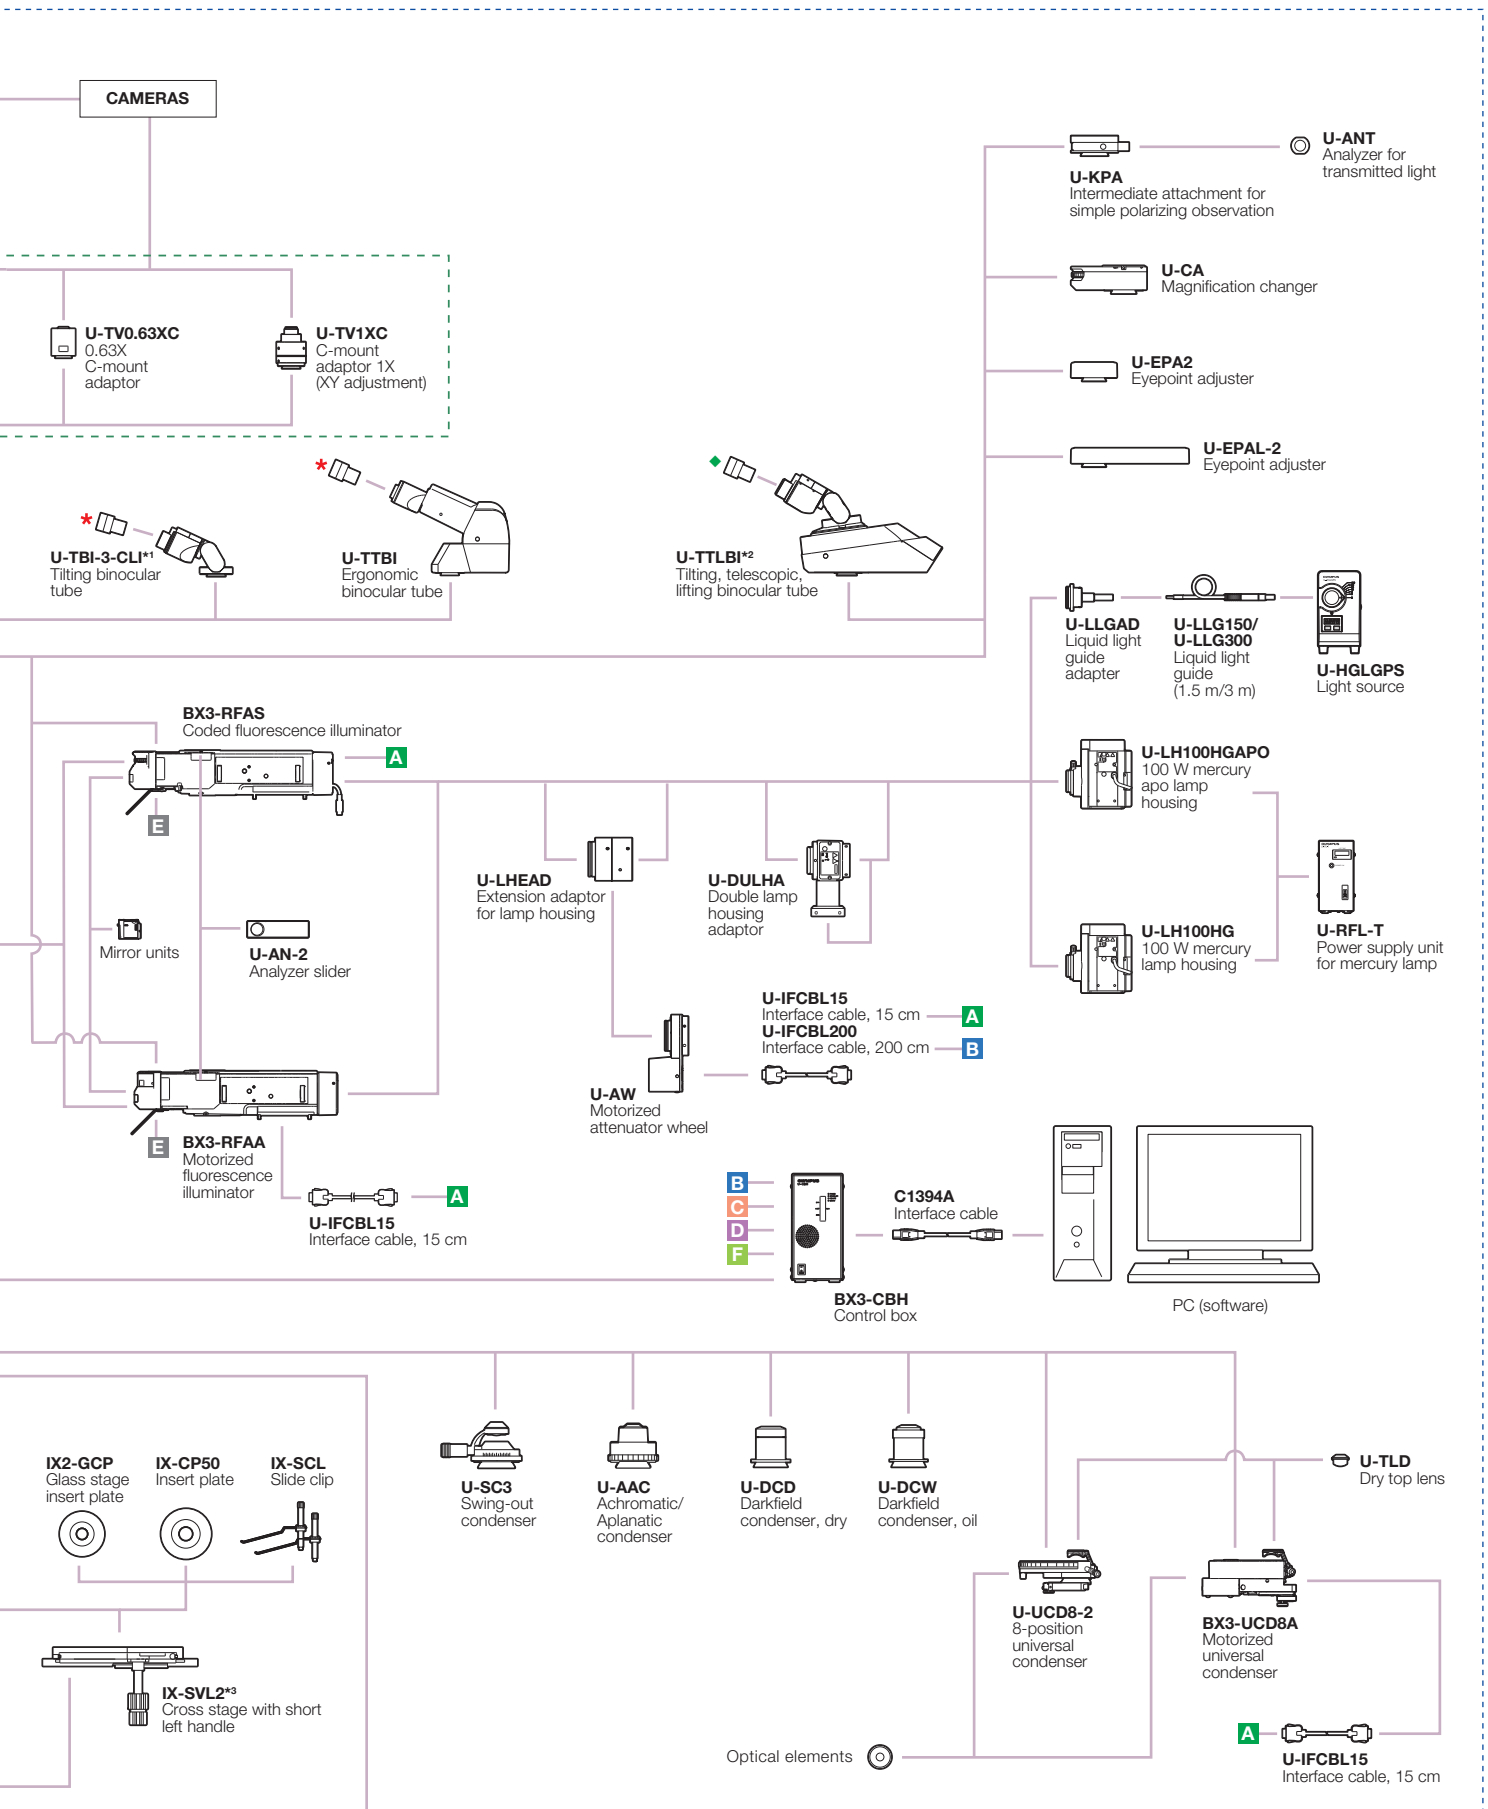 CAMERAS
U-ANT
Analyzer for
transmitted light
U-KPA
Intermediate attachment for
simple polarizing observation
U-CA
Magnification changer
U-TV0.63XC
0.63X
C-mount
adaptor
U-TV1XC
C-mount
adaptor 1X
(XY adjustment)
U-EPA2
Eyepoint adjuster
U-EPAL-2
Eyepoint adjuster
*
*
U-TBI-3-CLI*1
Tilting binocular
tube
U-TTBI
Ergonomic
binocular tube
U-TTLBI*2
Tilting, telescopic,
lifting binocular tube
U-LLGAD
Liquid light
guide
adapter
U-LLG150/
U-LLG300
Liquid light
guide
(1.5 m/3 m)
U-HGLGPS
Light source
BX3-RFAS
Coded fluorescence illuminator
A
E
U-LH100HGAPO
100 W mercury
apo lamp
housing
U-LHEAD
Extension adaptor
for lamp housing
U-DULHA
Double lamp
housing
adaptor
Mirror units
U-AN-2
Analyzer slider
U-LH100HG
100 W mercury
lamp housing
U-RFL-T
Power supply unit
for mercury lamp
U-IFCBL15
Interface cable, 15 cm
A
U-IFCBL200
Interface cable, 200 cm
B
U-AW
Motorized
attenuator wheel
E
BX3-RFAA
Motorized
fluorescence
illuminator
A
U-IFCBL15
Interface cable, 15 cm
B
C
D
F
C1394A
Interface cable
BX3-CBH
Control box
PC (software)
IX2-GCP
Glass stage
insert plate
IX-CP50
Insert plate
IX-SCL
Slide clip
U-SC3
Swing-out
condenser
U-AAC
Achromatic/
Aplanatic
condenser
U-DCD
Darkfield
condenser, dry
U-DCW
Darkfield
condenser, oil
U-TLD
Dry top lens
U-UCD8-2
8-position
universal
condenser
BX3-UCD8A
Motorized
universal
condenser
IX-SVL2*3
Cross stage with short
left handle
Optical elements
A
U-IFCBL15
Interface cable, 15 cm